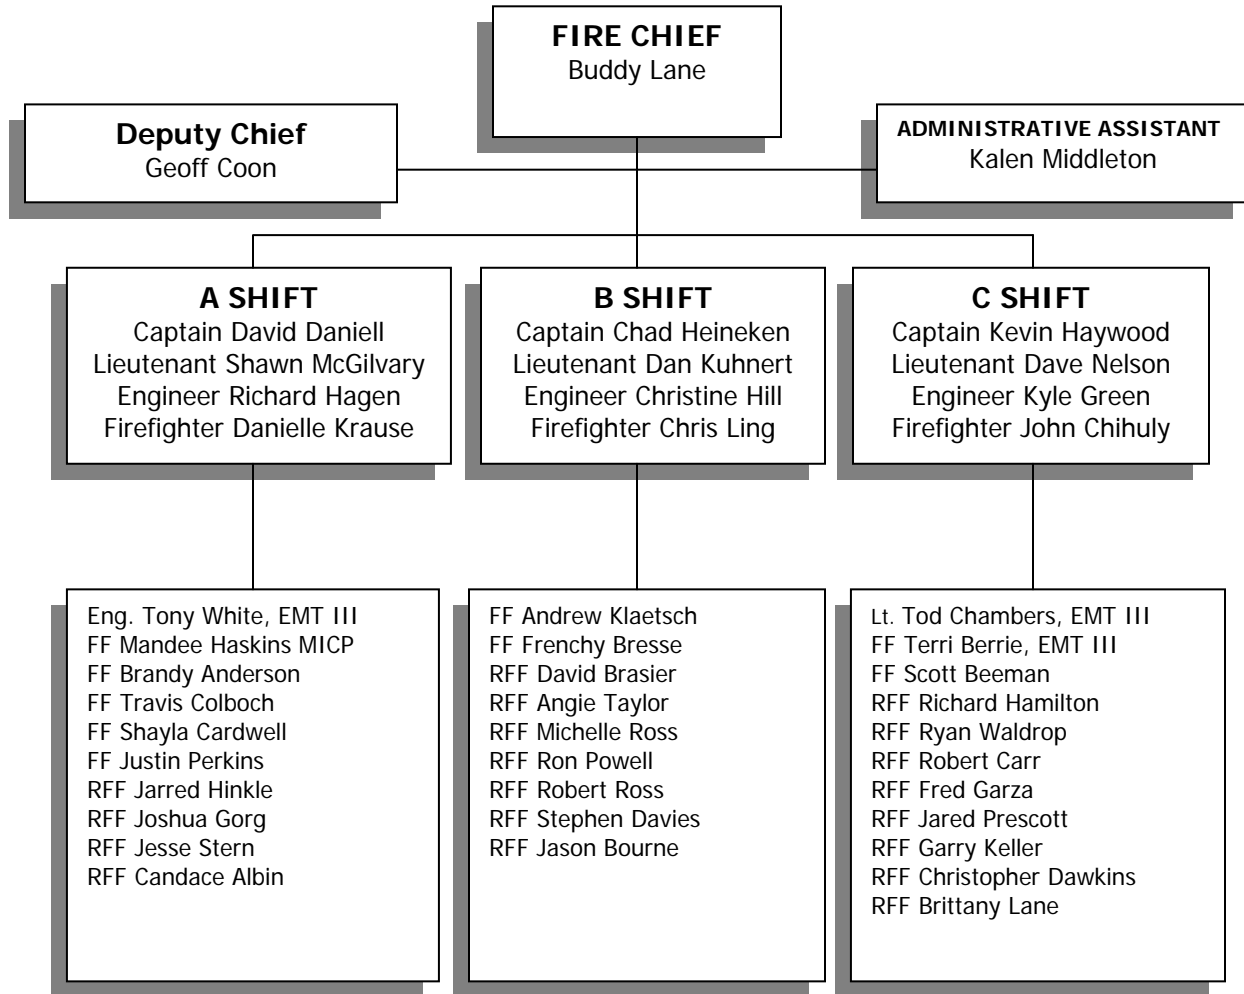 FIRE CHIEF
Buddy Lane
Deputy Chief
Geoff Coon
ADMINISTRATIVE ASSISTANT
Kalen Middleton
A SHIFT
Captain David Daniell
Lieutenant Shawn McGilvary
Engineer Richard Hagen
Firefighter Danielle Krause
B SHIFT
Captain Chad Heineken
Lieutenant Dan Kuhnert
Engineer Christine Hill
Firefighter Chris Ling
C SHIFT
Captain Kevin Haywood
Lieutenant Dave Nelson
Engineer Kyle Green
Firefighter John Chihuly
Eng. Tony White, EMT III
FF Mandee Haskins MICP
FF Brandy Anderson
FF Travis Colboch
FF Shayla Cardwell
FF Justin Perkins
RFF Jarred Hinkle
RFF Joshua Gorg
RFF Jesse Stern
RFF Candace Albin
FF Andrew Klaetsch
FF Frenchy Bresse
RFF David Brasier
RFF Angie Taylor
RFF Michelle Ross
RFF Ron Powell
RFF Robert Ross
RFF Stephen Davies
RFF Jason Bourne
Lt. Tod Chambers, EMT III
FF Terri Berrie, EMT III
FF Scott Beeman
RFF Richard Hamilton
RFF Ryan Waldrop
RFF Robert Carr
RFF Fred Garza
RFF Jared Prescott
RFF Garry Keller
RFF Christopher Dawkins
RFF Brittany Lane